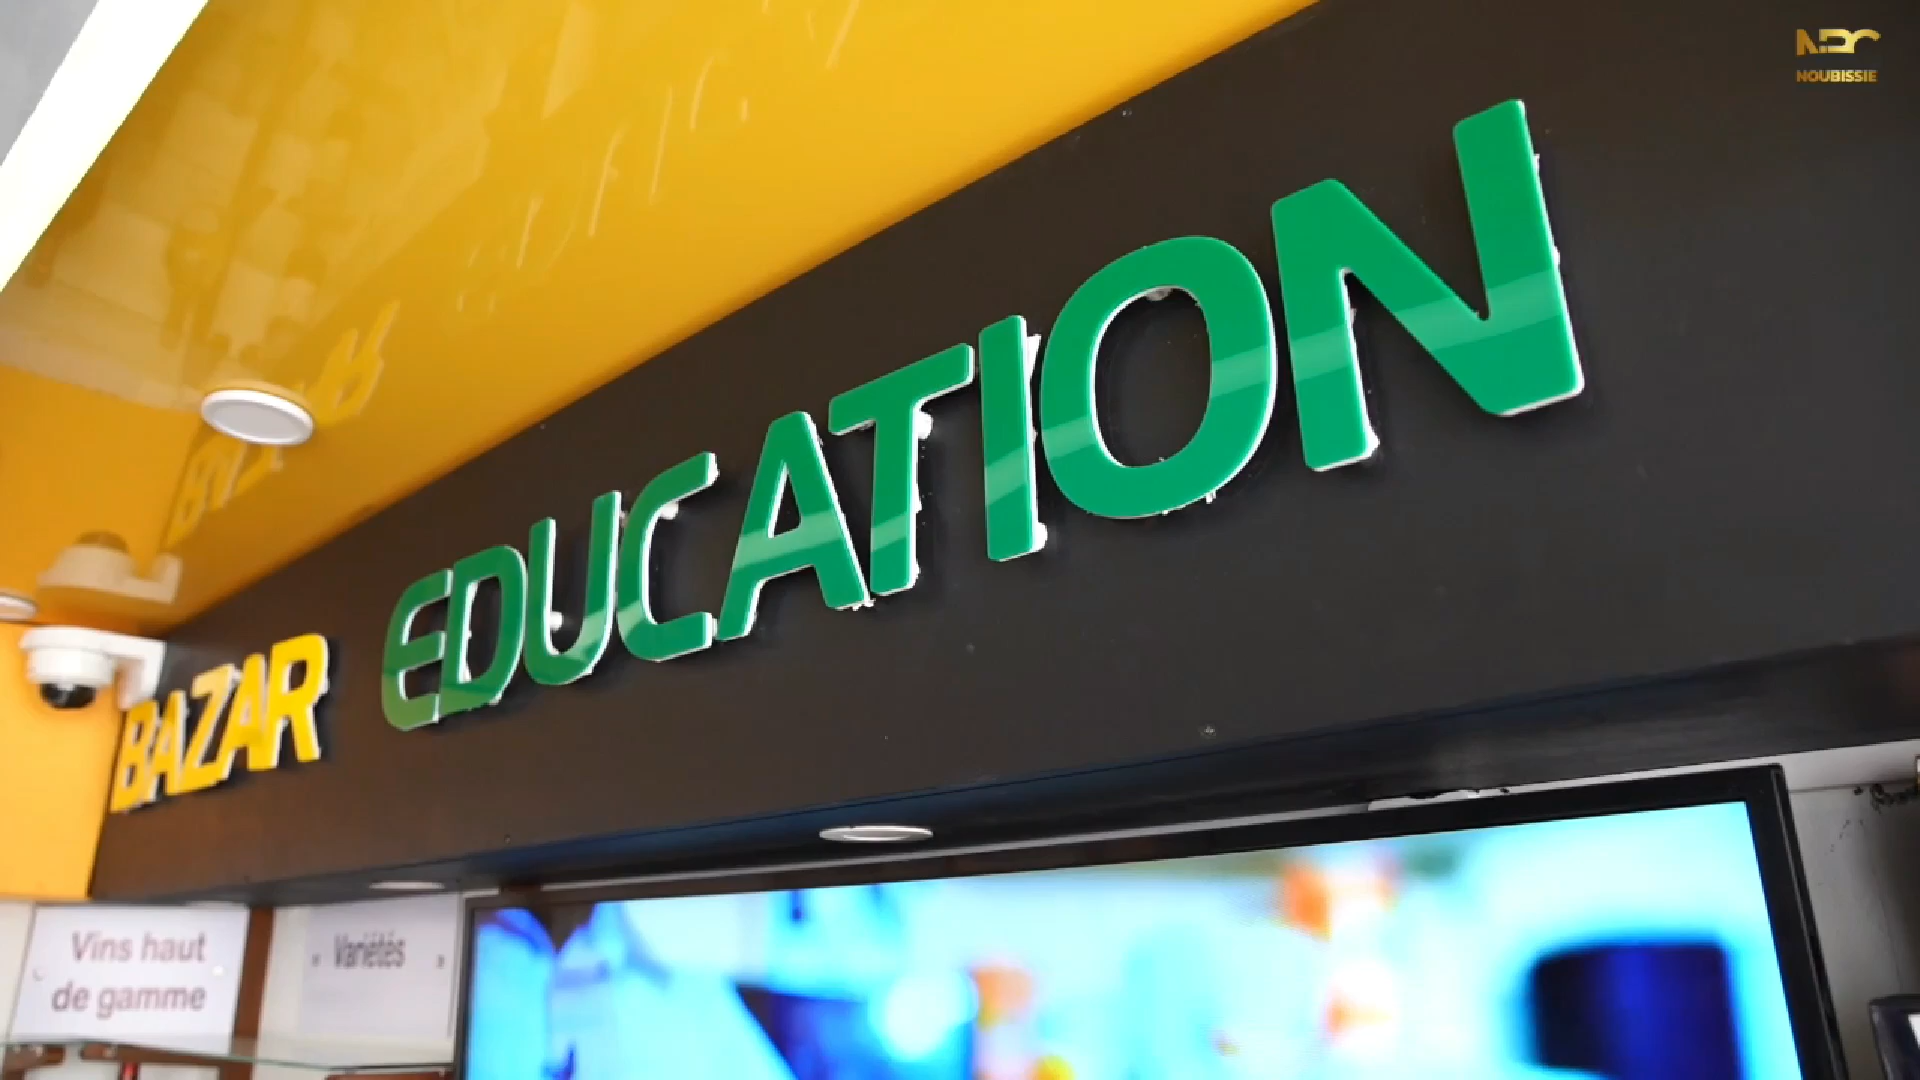 NOUBISSIE
BAZAR EDUCATION
Vins haut
de gamme
Variétés